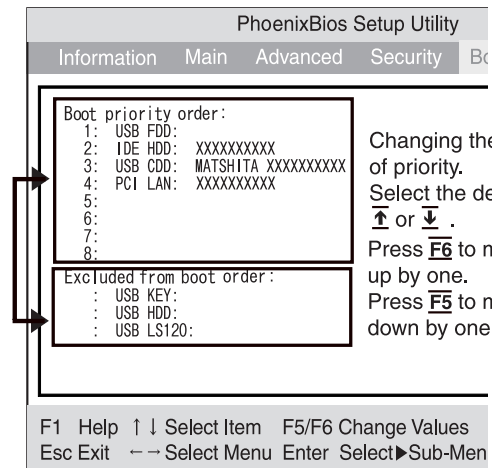 PhoenixBios Setup Utility
Information Main Advanced Security
Boot priority order:
1: USB FDD:
2: IDE HDD: XXXXXXXXXX
3: USB CDD: MATSHITA XXXXXXXXXX
4: PCI LAN: XXXXXXXXXX
5:
6:
7:
8:
Excluded from boot order:
: USB KEY:
: USB HDD:
: USB LS120:
Changing the
of priority.
Select the de
↑ or ↓ .
Press F6 to m
up by one.
Press F5 to m
down by one
F1 Help ↑↓ Select Item F5/F6 Change Values
Esc Exit ←→ Select Menu Enter Select▶Sub-Men